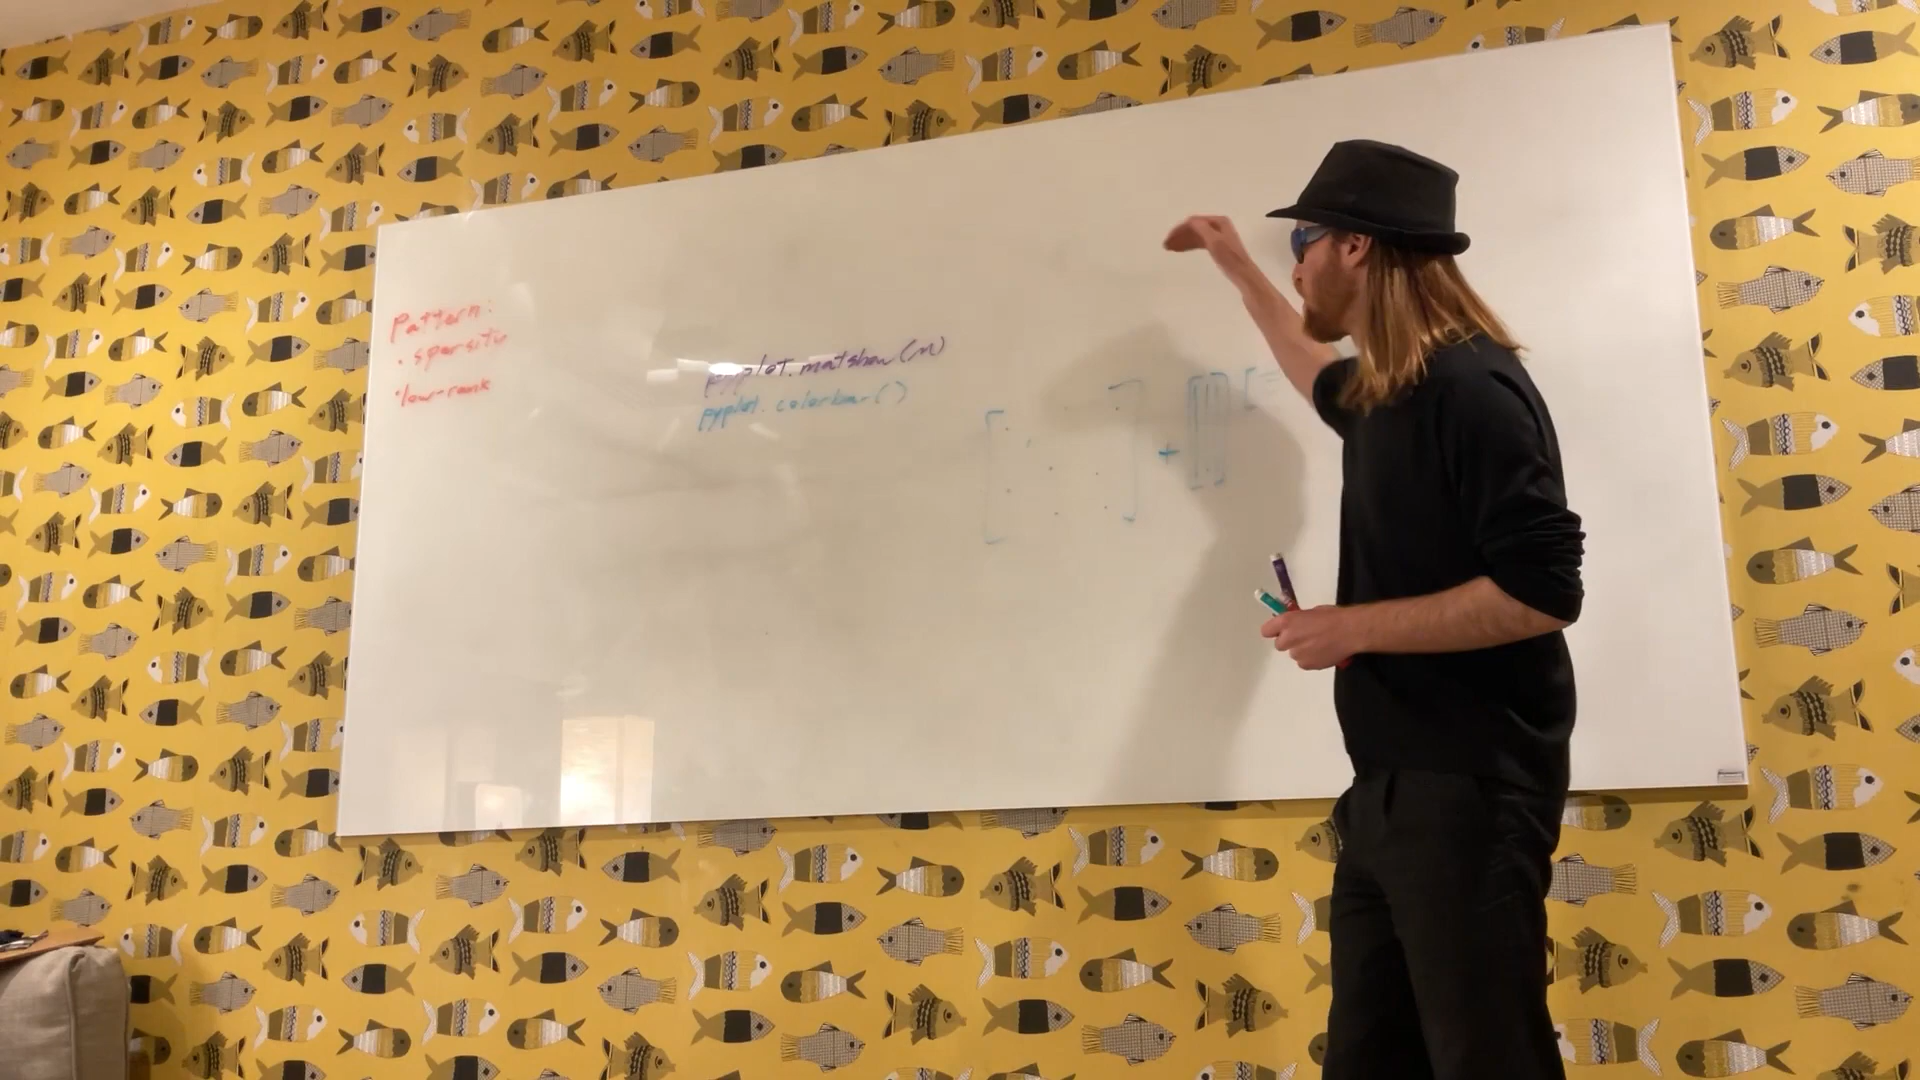 Pattern:
• sparsity
• low-rank
pyplot.matshow(M)
pyplot.colorbar()
+